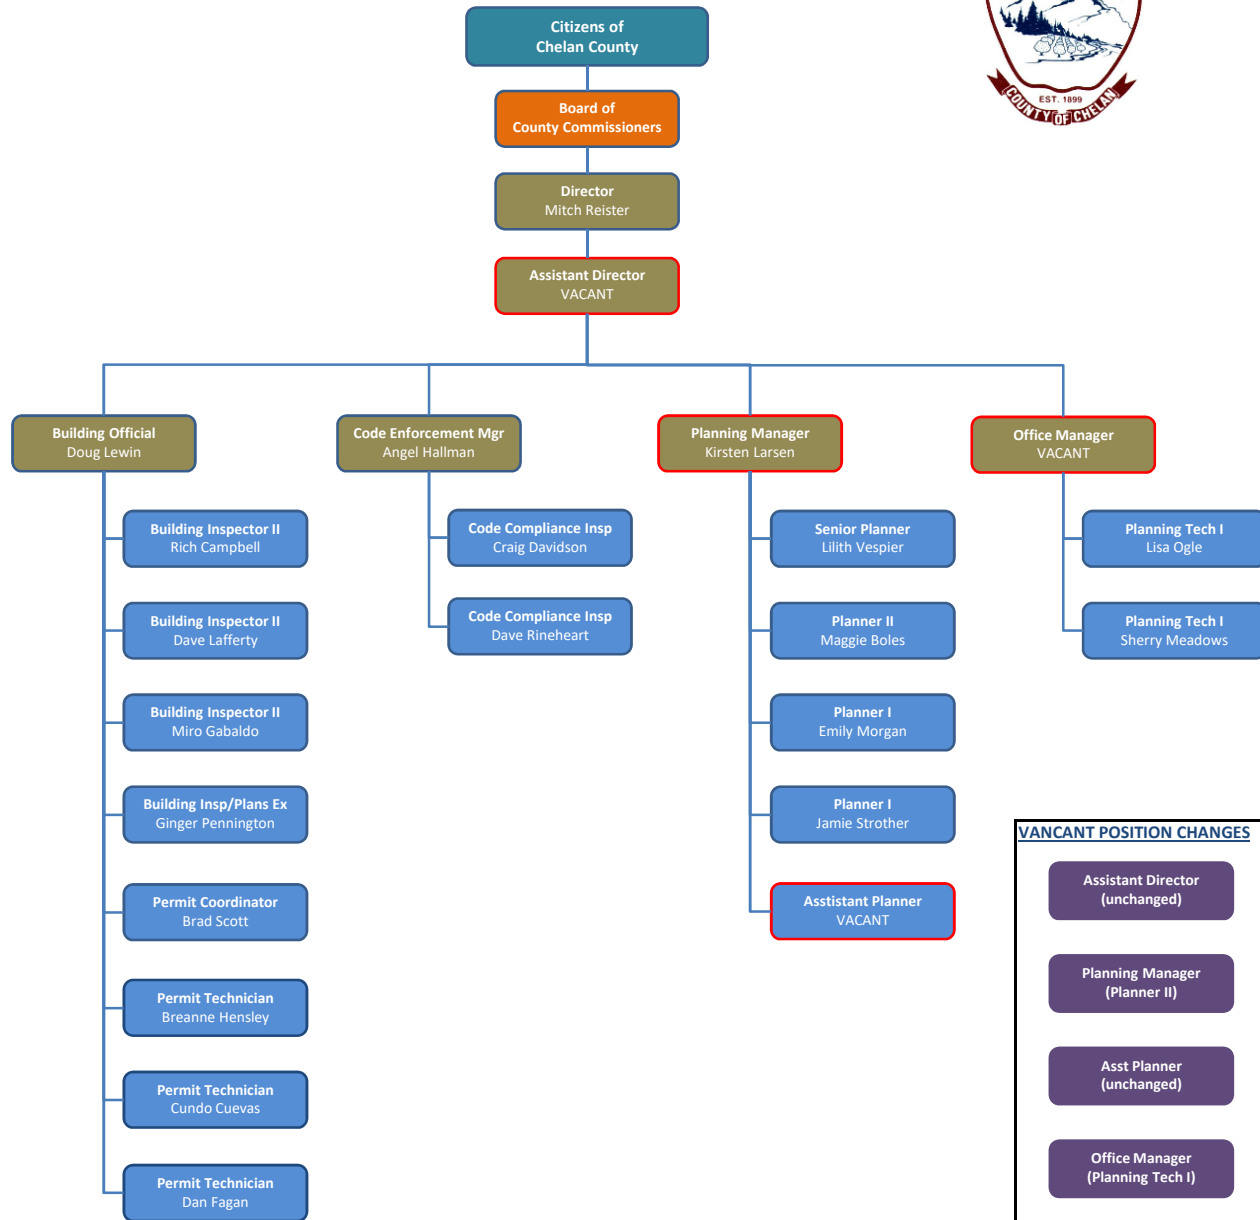 Citizens of
Chelan County
EST. 1899
COUNTY OF CHELAN
Board of
County Commissioners
Director
Mitch Reister
Assistant Director
VACANT
Building Official
Doug Lewin
Building Inspector II
Rich Campbell
Building Inspector II
Dave Lafferty
Building Inspector II
Miro Gabaldo
Building Insp/Plans Ex
Ginger Pennington
Permit Coordinator
Brad Scott
Permit Technician
Breanne Hensley
Permit Technician
Cundo Cuevas
Permit Technician
Dan Fagan
Code Enforcement Mgr
Angel Hallman
Code Compliance Insp
Craig Davidson
Code Compliance Insp
Dave Rineheart
Planning Manager
Kirsten Larsen
Senior Planner
Lilith Vespier
Planner II
Maggie Boles
Planner I
Emily Morgan
Planner I
Jamie Strother
Asstistant Planner
VACANT
Office Manager
VACANT
Planning Tech I
Lisa Ogle
Planning Tech I
Sherry Meadows
VANCANT POSITION CHANGES
Assistant Director
(unchanged)
Planning Manager
(Planner II)
Asst Planner
(unchanged)
Office Manager
(Planning Tech I)